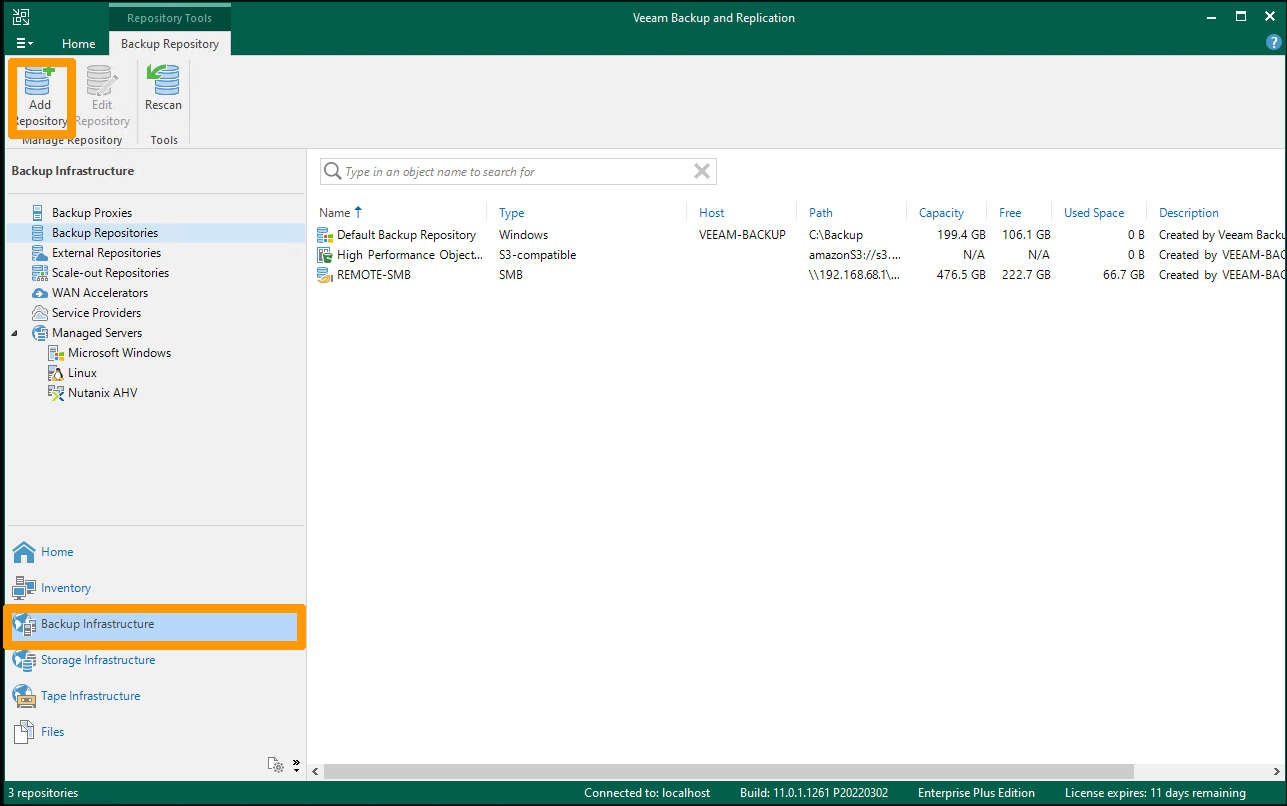 Repository Tools
Veeam Backup and Replication
Home
Backup Repository
?
Add Repository
Edit Repository
Rescan
Manage Repository
Tools
Backup Infrastructure
Type in an object name to search for
Backup Proxies
Backup Repositories
External Repositories
Scale-out Repositories
WAN Accelerators
Service Providers
Managed Servers
Microsoft Windows
Linux
Nutanix AHV
Name Type Host Path Capacity Free Used Space Description
Default Backup Repository Windows VEEAM-BACKUP C:\Backup 199.4 GB 106.1 GB 0 B Created by Veeam Backu
High Performance Object... S3-compatible amazonS3://s3.... N/A N/A 0 B Created by VEEAM-BAC
REMOTE-SMB SMB \\192.168.68.1\... 476.5 GB 222.7 GB 66.7 GB Created by VEEAM-BAC
Home
Inventory
Backup Infrastructure
Storage Infrastructure
Tape Infrastructure
Files
3 repositories
Connected to: localhost
Build: 11.0.1.1261 P20220302
Enterprise Plus Edition
License expires: 11 days remaining